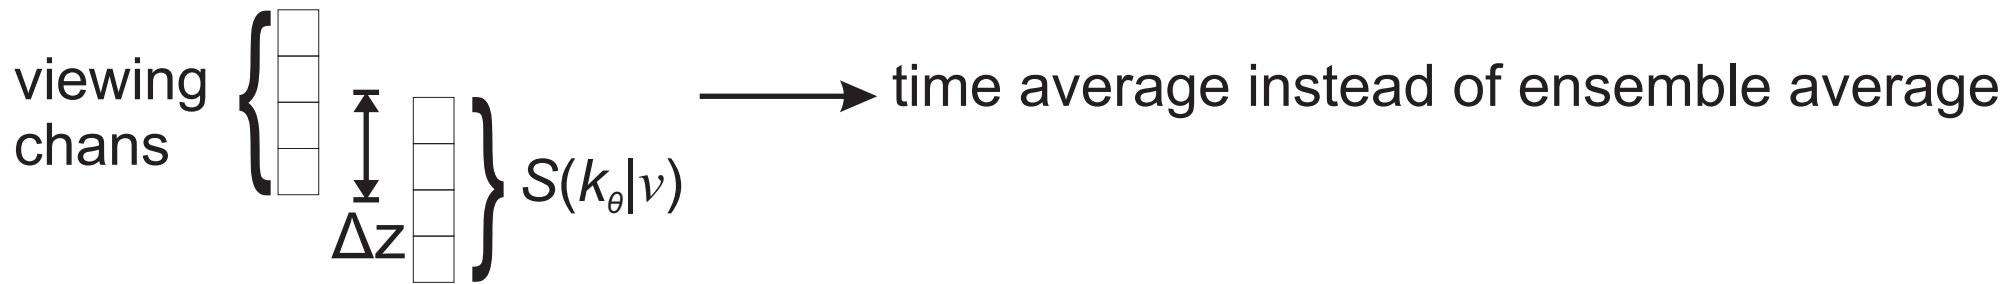 viewing
chans
Δz
S(k_θ|ν)
time average instead of ensemble average